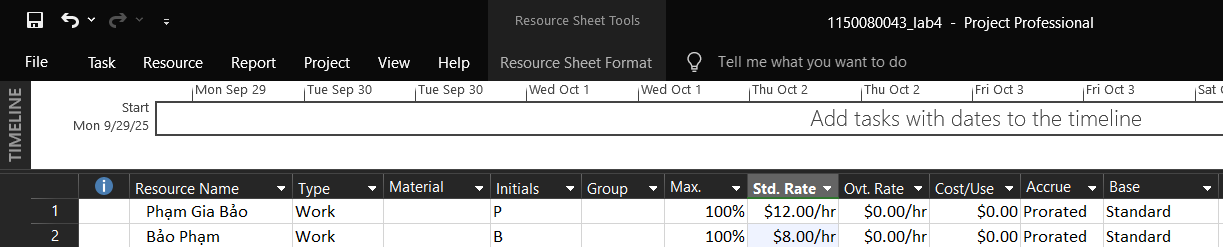 Resource Sheet Tools
1150080043_lab4 - Project Professional
File Task Resource Report Project View Help Resource Sheet Format Tell me what you want to do
TIMELINE
Mon Sep 29 Tue Sep 30 Tue Sep 30 Wed Oct 1 Wed Oct 1 Thu Oct 2 Thu Oct 2 Fri Oct 3 Fri Oct 3 Sat
Start
Mon 9/29/25
Add tasks with dates to the timeline
Resource Name Type Material Initials Group Max. Std. Rate Ovt. Rate Cost/Use Accrue Base
1 Phạm Gia Bảo Work P 100% $12.00/hr $0.00/hr $0.00 Prorated Standard
2 Bảo Phạm Work B 100% $8.00/hr $0.00/hr $0.00 Prorated Standard